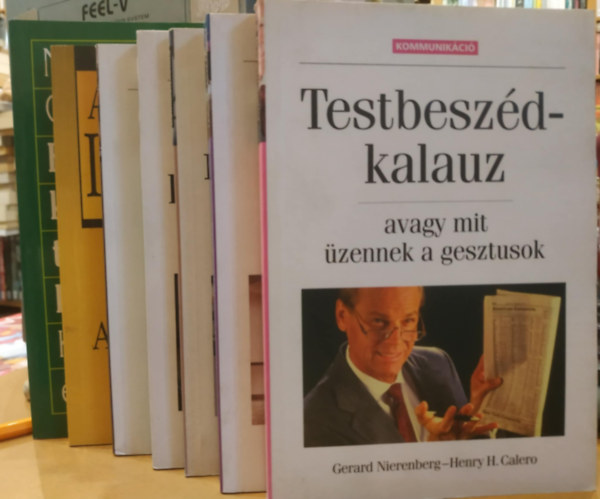 FEEL-V
KOMMUNIKÁCIÓ
Testbeszéd-
kalauz
avagy mit
üzennek a gesztusok
Gerard Nierenberg–Henry H. Calero